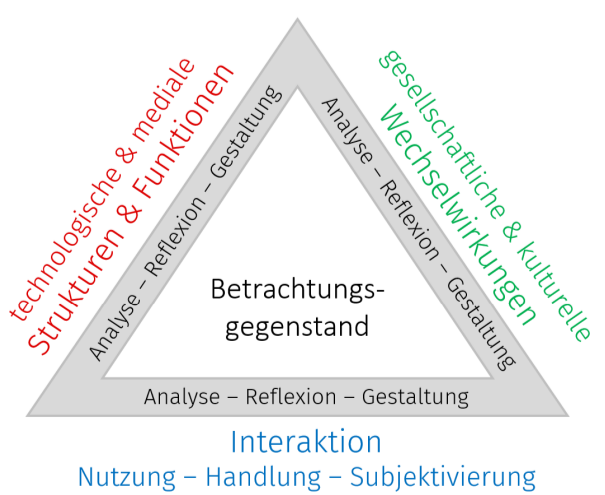 technologische & mediale
Strukturen & Funktionen
Analyse – Reflexion – Gestaltung
gesellschaftliche & kulturelle
Wechselwirkungen
Analyse – Reflexion – Gestaltung
Betrachtungs-
gegenstand
Analyse – Reflexion – Gestaltung
Interaktion
Nutzung – Handlung – Subjektivierung